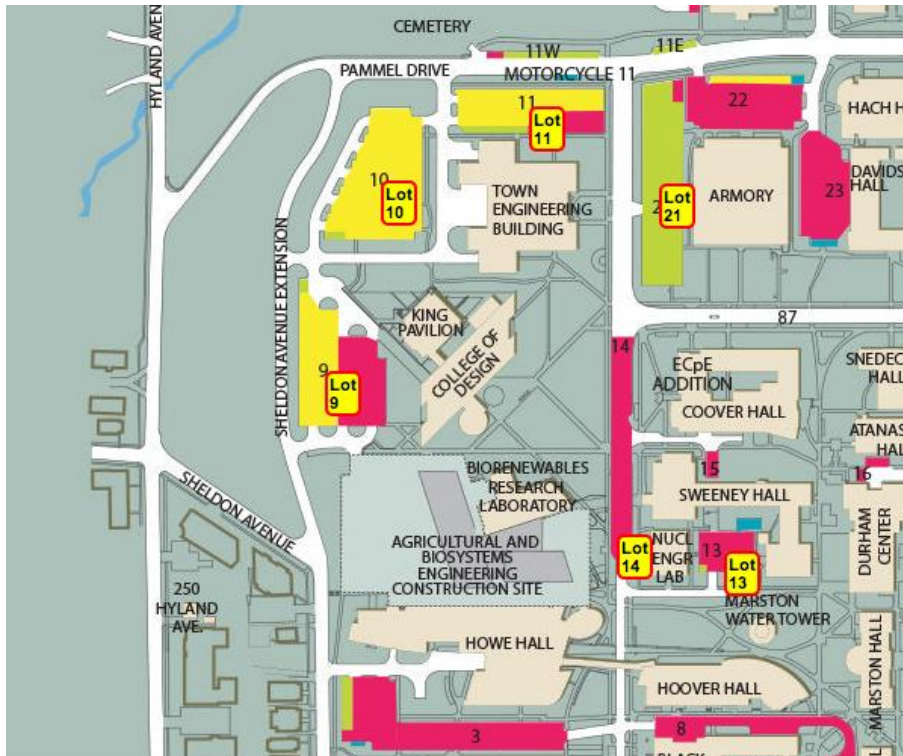 CEMETERY
HYLAND AVEN
11W
11E
PAMMEL DRIVE
MOTORCYCLE 11
11
Lot
11
22
HACH H
10
Lot
10
TOWN
ENGINEERING
BUILDING
2
Lot
21
ARMORY
23
DAVIDS
HALL
SHELDON AVENUE EXTENSION
KING
PAVILION
COLLEGE OF
DESIGN
87
14
9
Lot
9
ECpE
ADDITION
COOVER HALL
SNEDEC
HALL
ATANAS
HAL
BIORENEWABLES
RESEARCH
LABORATORY
15
16
SWEENEY HALL
SHELDON AVENUE
AGRICULTURAL AND
BIOSYSTEMS
ENGINEERING
CONSTRUCTION SITE
Lot
14
NUCL
ENGR
LAB
13
Lot
13
DURHAM
CENTER
250
HYLAND
AVE.
MARSTON
WATER TOWER
HOWE HALL
HOOVER HALL
MARSTON HALL
3
8
BLACK